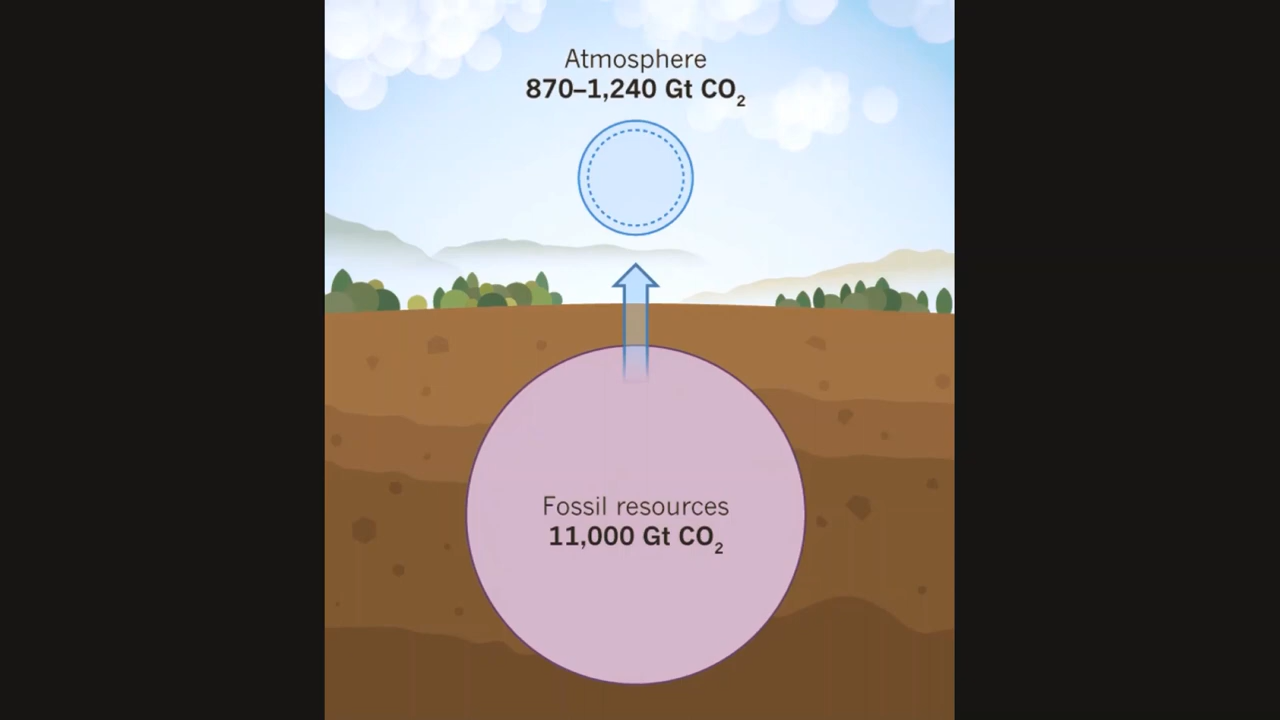 Atmosphere
870–1,240 Gt CO₂
Fossil resources
11,000 Gt CO₂